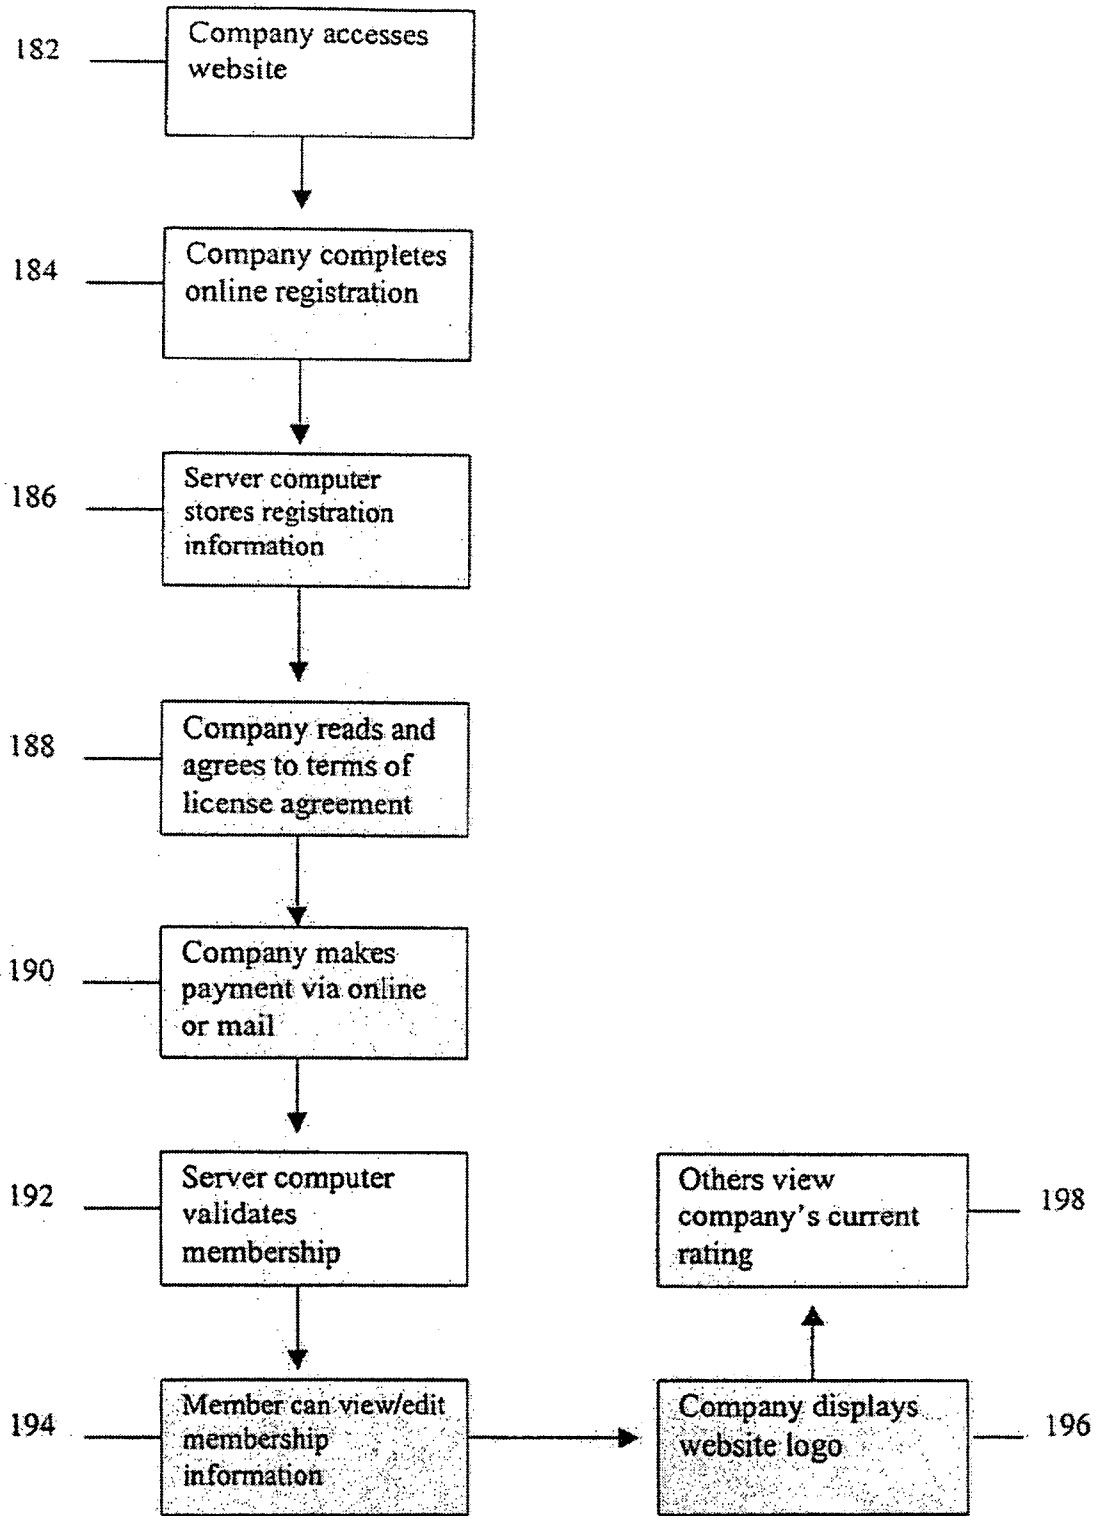 182
Company accesses
website
184
Company completes
online registration
186
Server computer
stores registration
information
188
Company reads and
agrees to terms of
license agreement
190
Company makes
payment via online
or mail
192
Server computer
validates
membership
194
Member can view/edit
membership
information
Others view
company's current
rating
198
Company displays
website logo
196